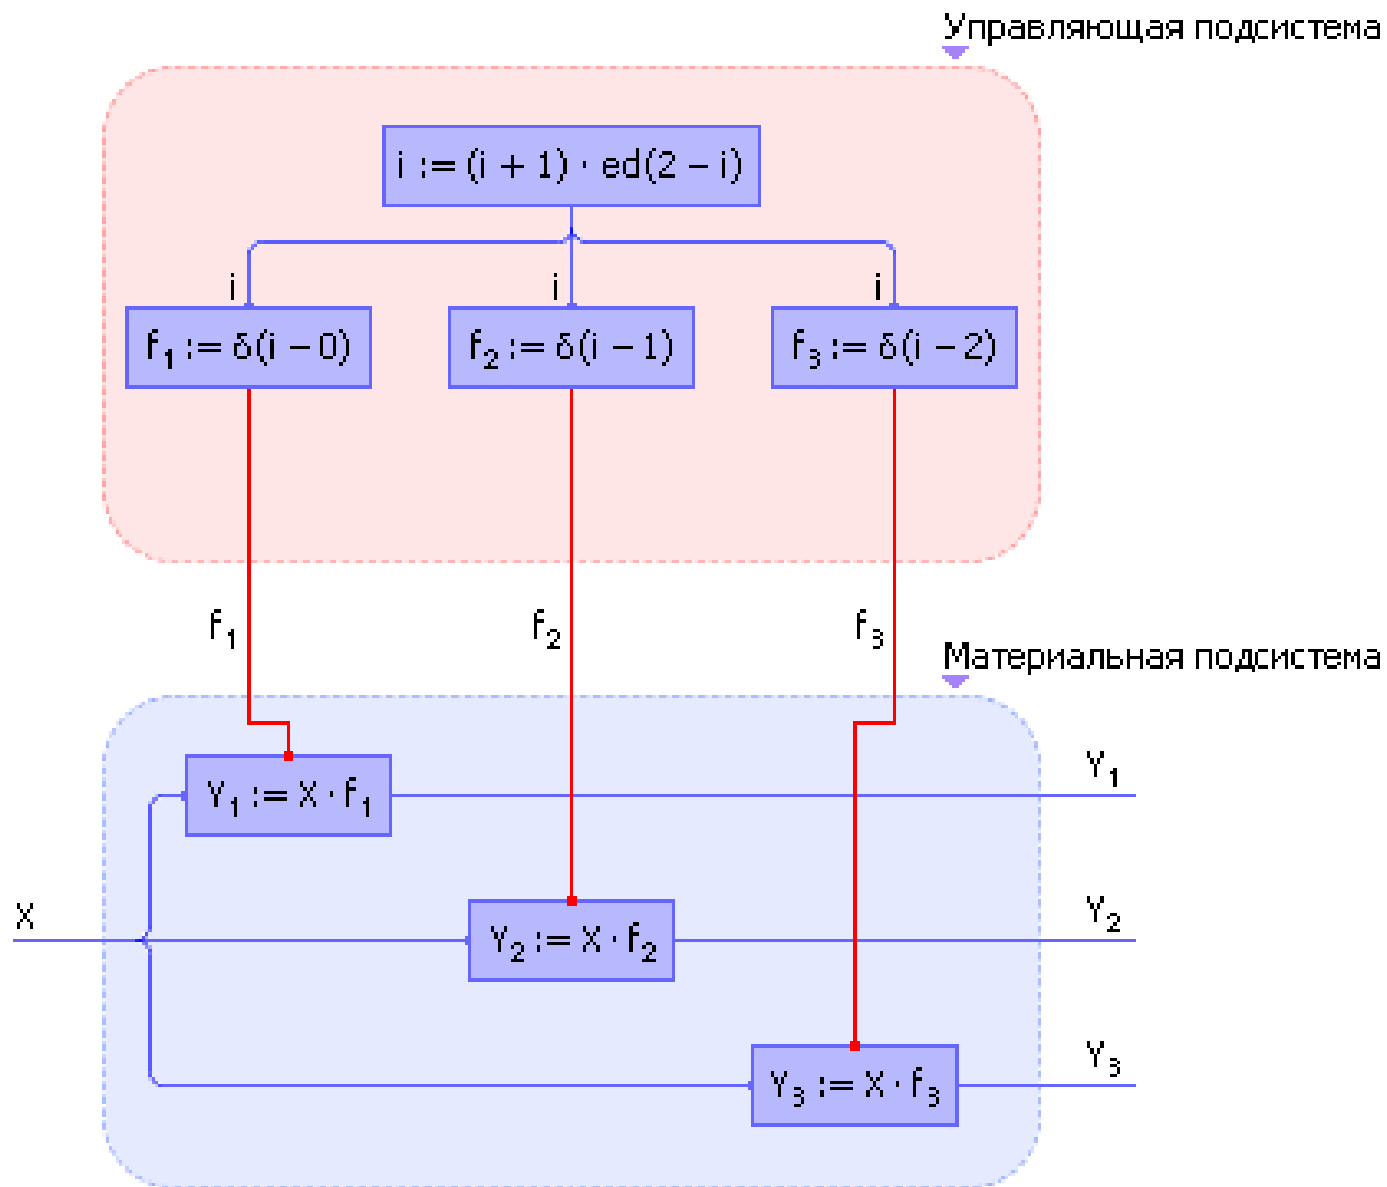 Управляющая подсистема
i := (i + 1) · ed(2 − i)
i i i
f₁ := δ(i − 0) f₂ := δ(i − 1) f₃ := δ(i − 2)
f₁ f₂ f₃
Материальная подсистема
Y₁ := X · f₁ Y₁
X Y₂ := X · f₂ Y₂
Y₃ := X · f₃ Y₃